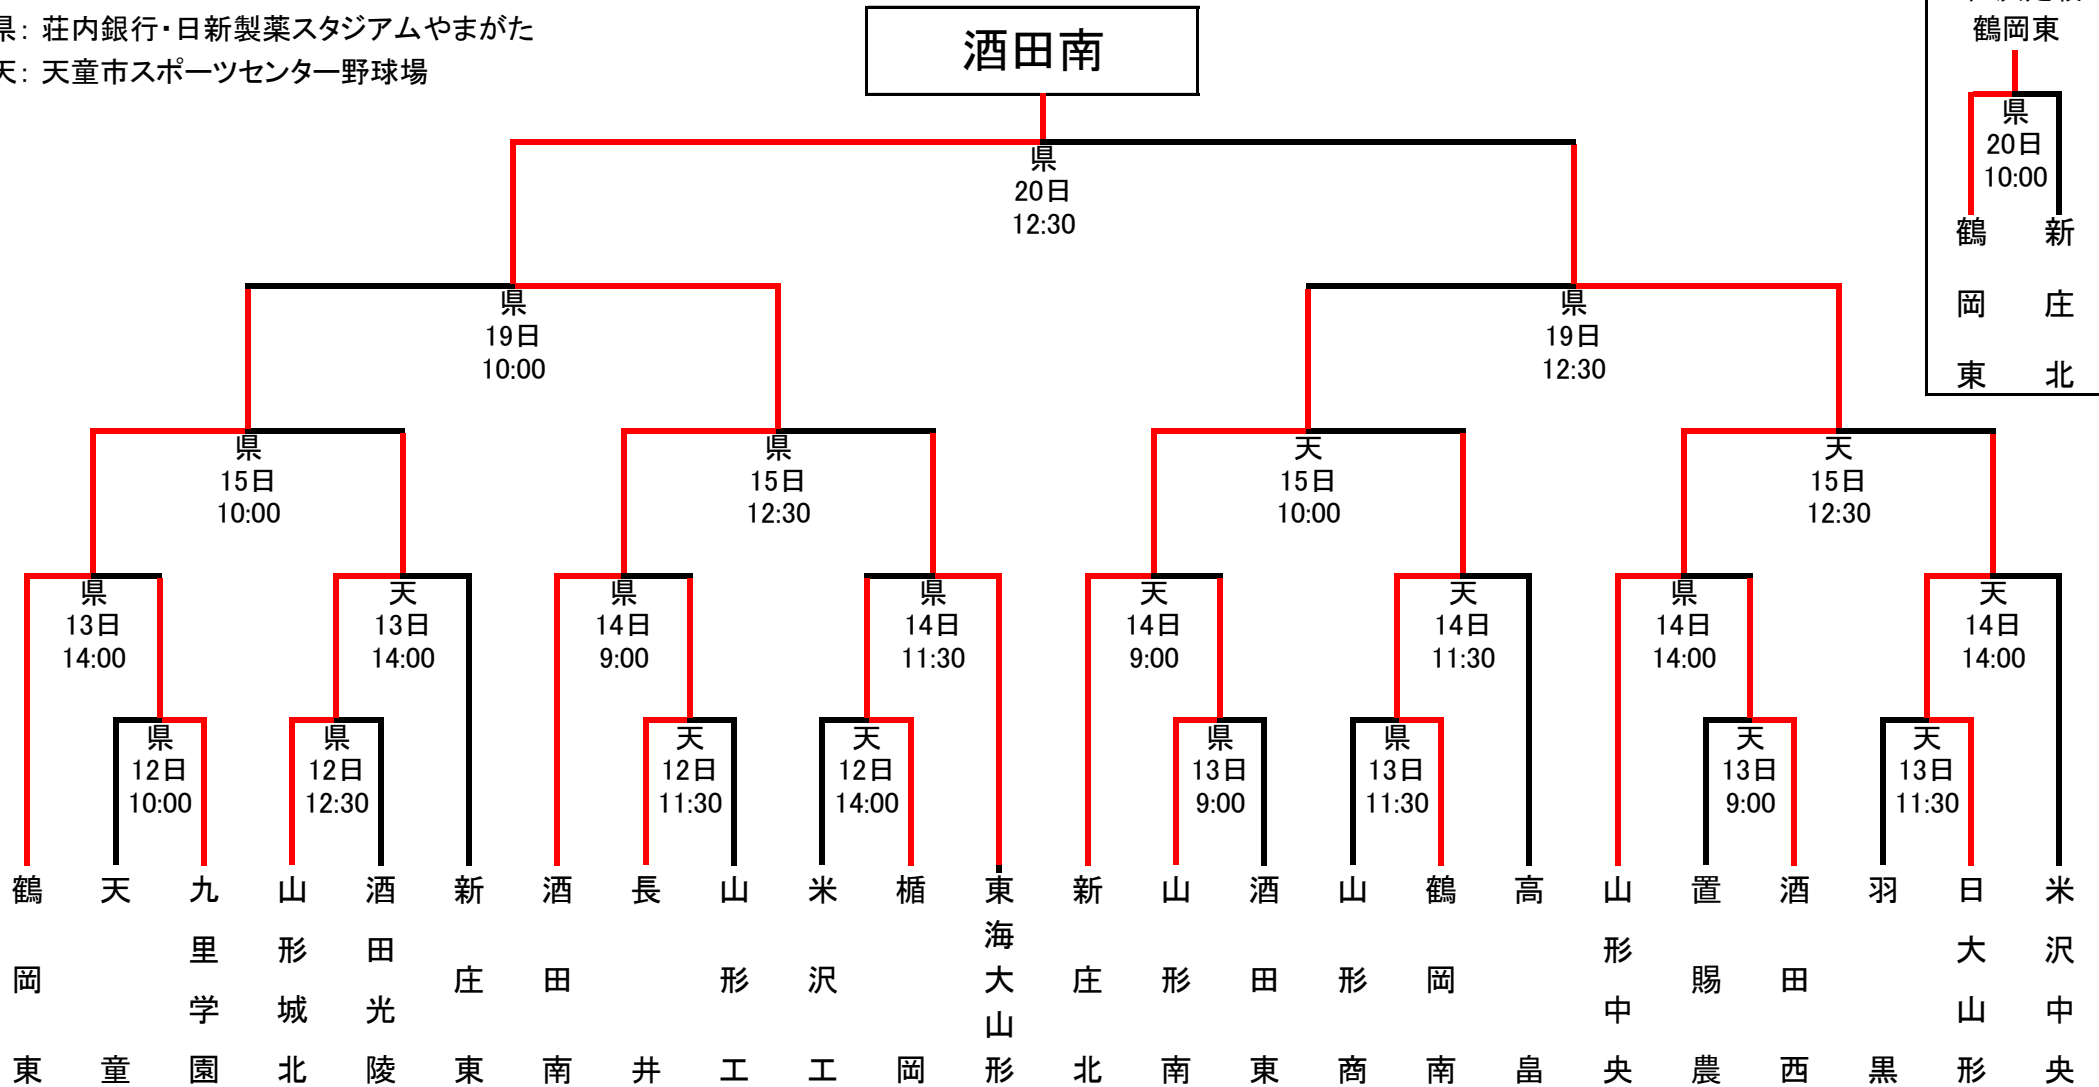 県: 荘内銀行・日新製薬スタジアムやまがた
天: 天童市スポーツセンター野球場
酒田南
鶴岡東
県
20日
10:00
鶴岡東
新庄北
県
20日
12:30
県
19日
10:00
県
19日
12:30
県
15日
10:00
県
15日
12:30
天
15日
10:00
天
15日
12:30
県
13日
14:00
天
13日
14:00
県
14日
9:00
県
14日
11:30
天
14日
9:00
天
14日
11:30
県
14日
14:00
天
14日
14:00
県
12日
10:00
県
12日
12:30
天
12日
11:30
天
12日
14:00
県
13日
9:00
県
13日
11:30
天
13日
9:00
天
13日
11:30
鶴岡東
天童
九里学園
山形城北
酒田光陵
新庄東
酒田南
長井
山形工
米沢工
楯岡
東海大山形
新庄北
山形南
酒田東
山形商
鶴岡南
高畠
山形中央
置賜農
酒田西
羽黒
日大山形
米沢中央